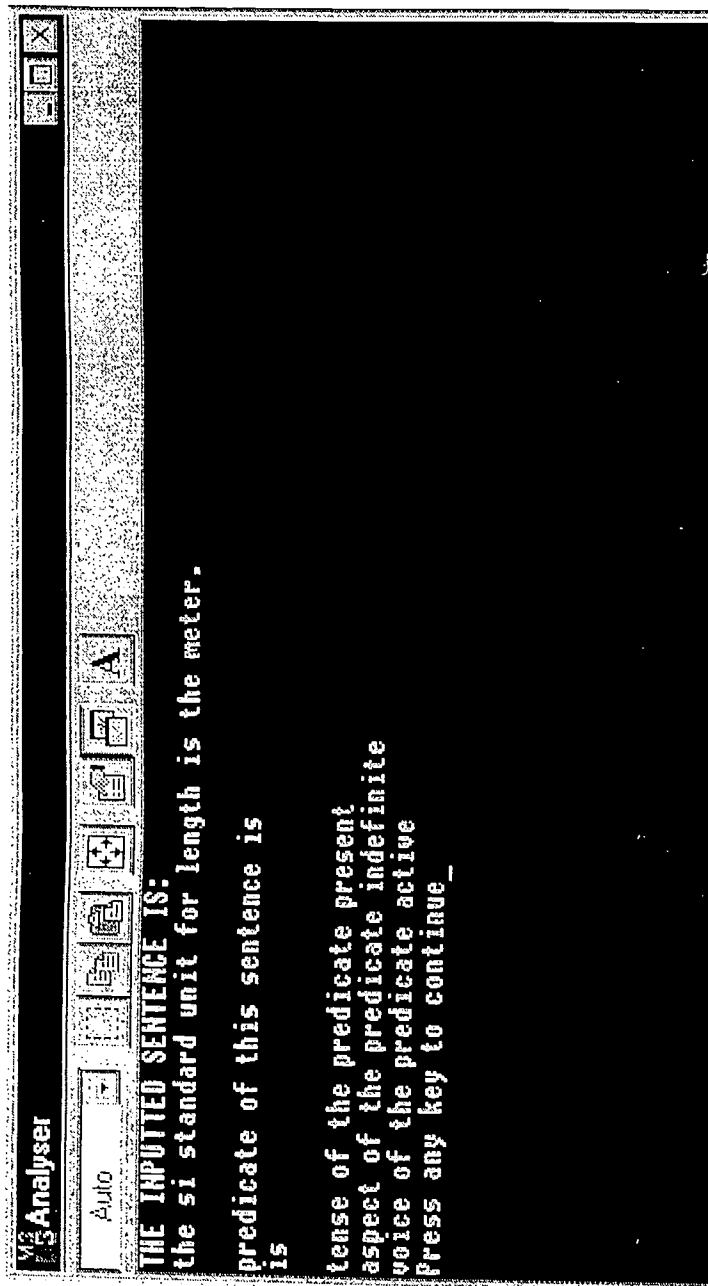 Analyser
Auto
A
THE INPUTTED SENTENCE IS:
the si standard unit for length is the meter.
predicate of this sentence is
is
tense of the predicate present
aspect of the predicate indefinite
voice of the predicate active
Press any key to continue_